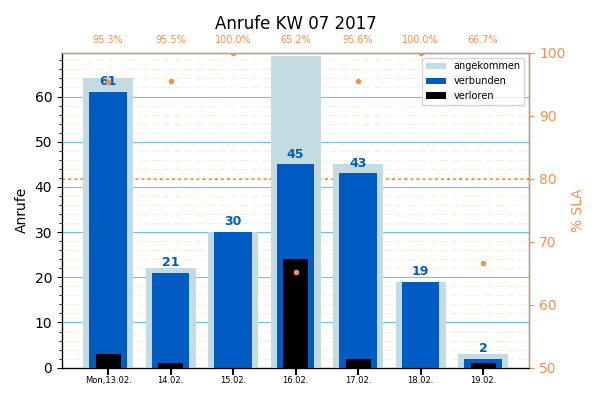 Anrufe KW 07 2017
95.3% 95.5% 100.0% 65.2% 95.6% 100.0% 66.7%
angekommen
verbunden
verloren
61 21 30 45 43 19 2
Anrufe
60
50
40
30
20
10
0
% SLA
100
90
80
70
60
50
Mon,13.02. 14.02. 15.02. 16.02. 17.02. 18.02. 19.02.